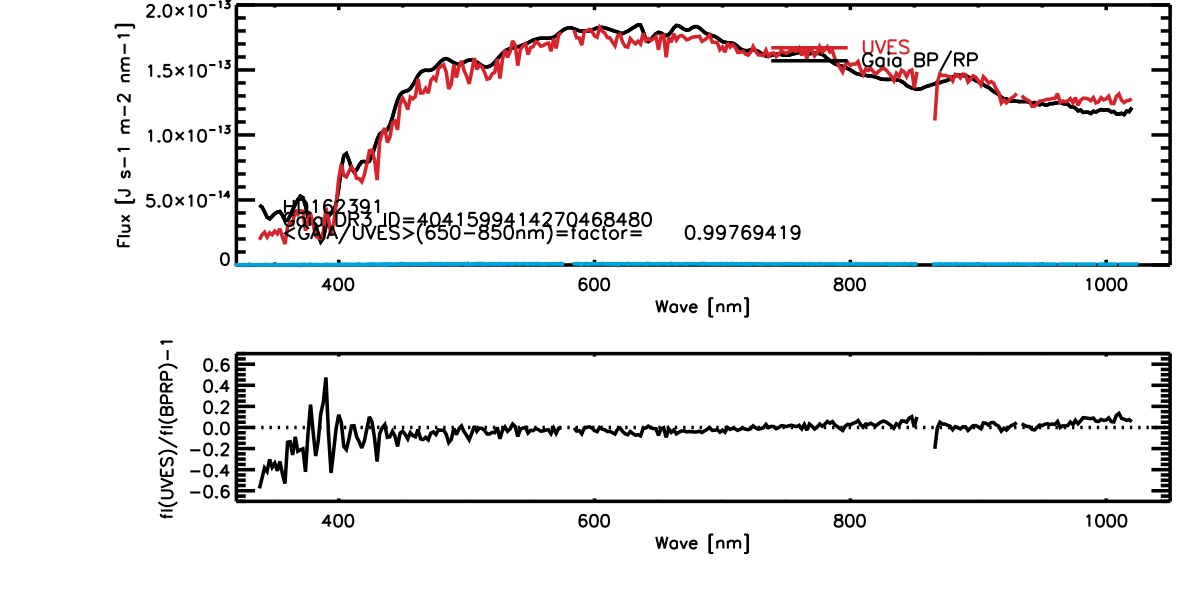 2.0×10−13
1.5×10−13
1.0×10−13
5.0×10−14
0
Flux [J s−1 m−2 nm−1]
UVES
Gaia BP/RP
HD162391
Gaia DR3 ID=4041599414270468480
<GAIA/UVES>(650−850nm)=factor= 0.99769419
400 600 800 1000
Wave [nm]
0.6
0.4
0.2
0.0
−0.2
−0.4
−0.6
fl(UVES)/fl(BPRP)−1
400 600 800 1000
Wave [nm]